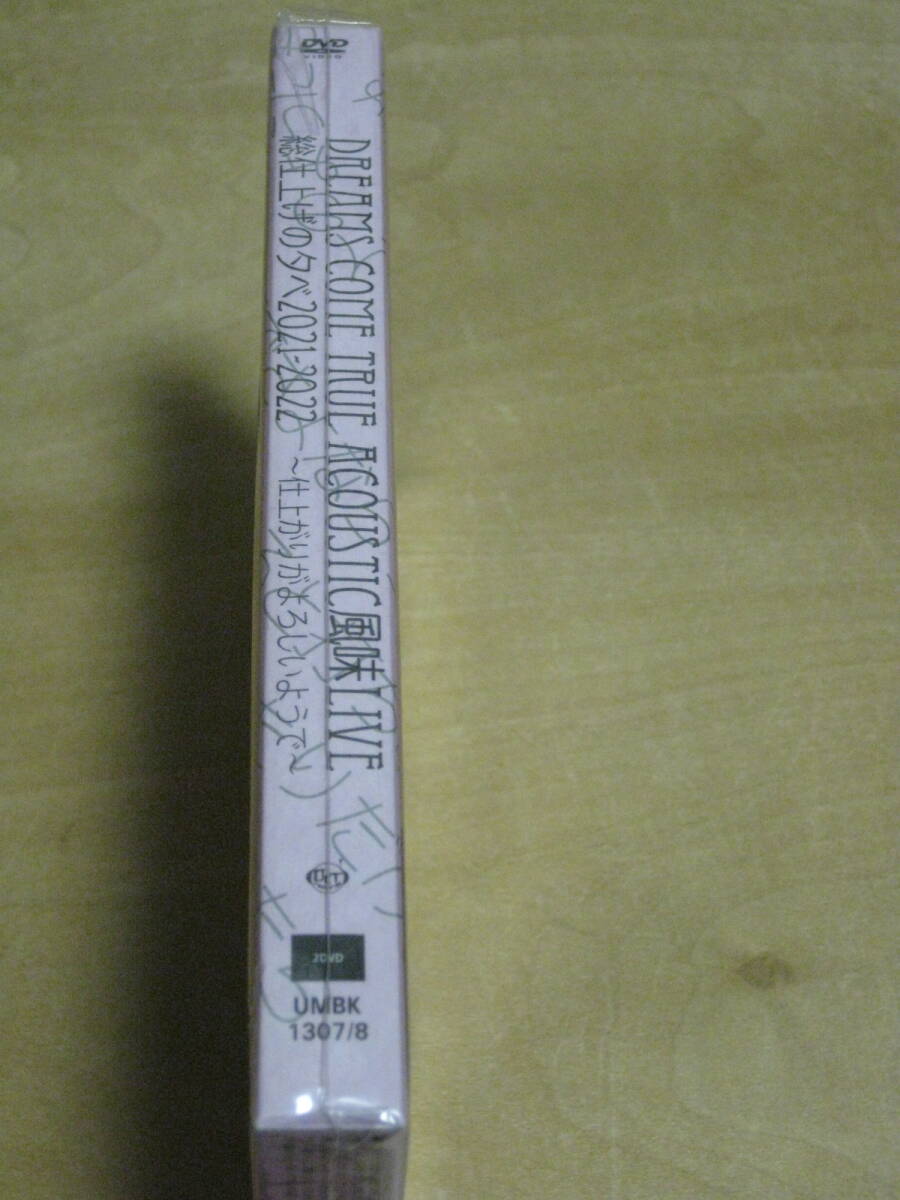 DVD
VIDEO
DREAMS COME TRUE ACOUSTIC風味LIVE
総仕上げの夕べ2021-2022 ～仕上がりがよろしいようで～
2DVD
UMBK
1307/8